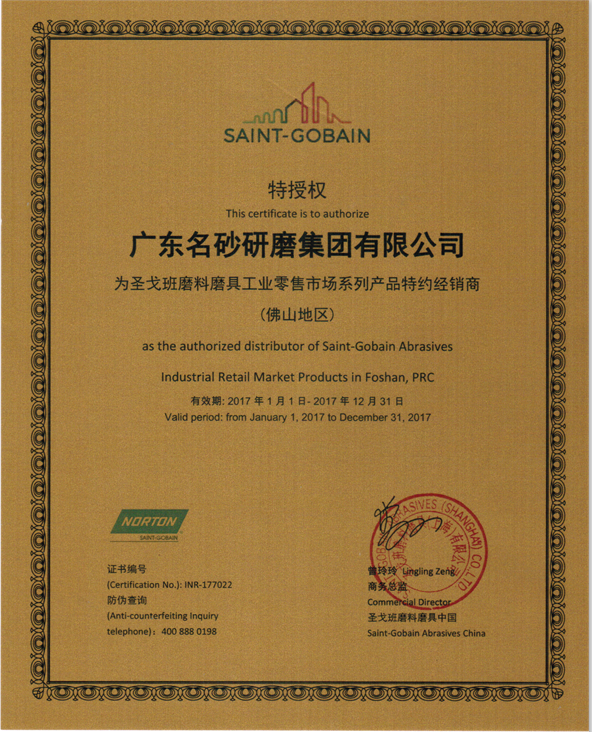 SAINT-GOBAIN
特授权
This certificate is to authorize
广东名砂研磨集团有限公司
为圣戈班磨料磨具工业零售市场系列产品特约经销商
(佛山地区)
as the authorized distributor of Saint-Gobain Abrasives
Industrial Retail Market Products in Foshan, PRC
有效期: 2017 年 1 月 1 日- 2017 年 12 月 31 日
Valid period: from January 1, 2017 to December 31, 2017
NORTON
SAINT-GOBAIN
证书编号
(Certification No.): INR-177022
防伪查询
(Anti-counterfeiting Inquiry
telephone)：400 888 0198
ABRASIVES (SHANGHAI) CO.,LTD
曾玲玲 Lingling Zeng
商务总监
Commercial Director
圣戈班磨料磨具中国
Saint-Gobain Abrasives China